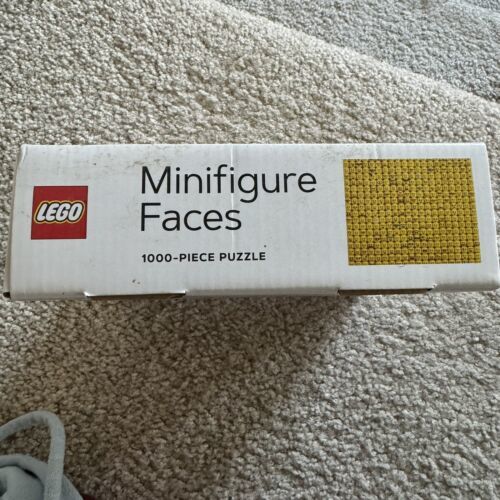 LEGO
Minifigure
Faces
1000-PIECE PUZZLE